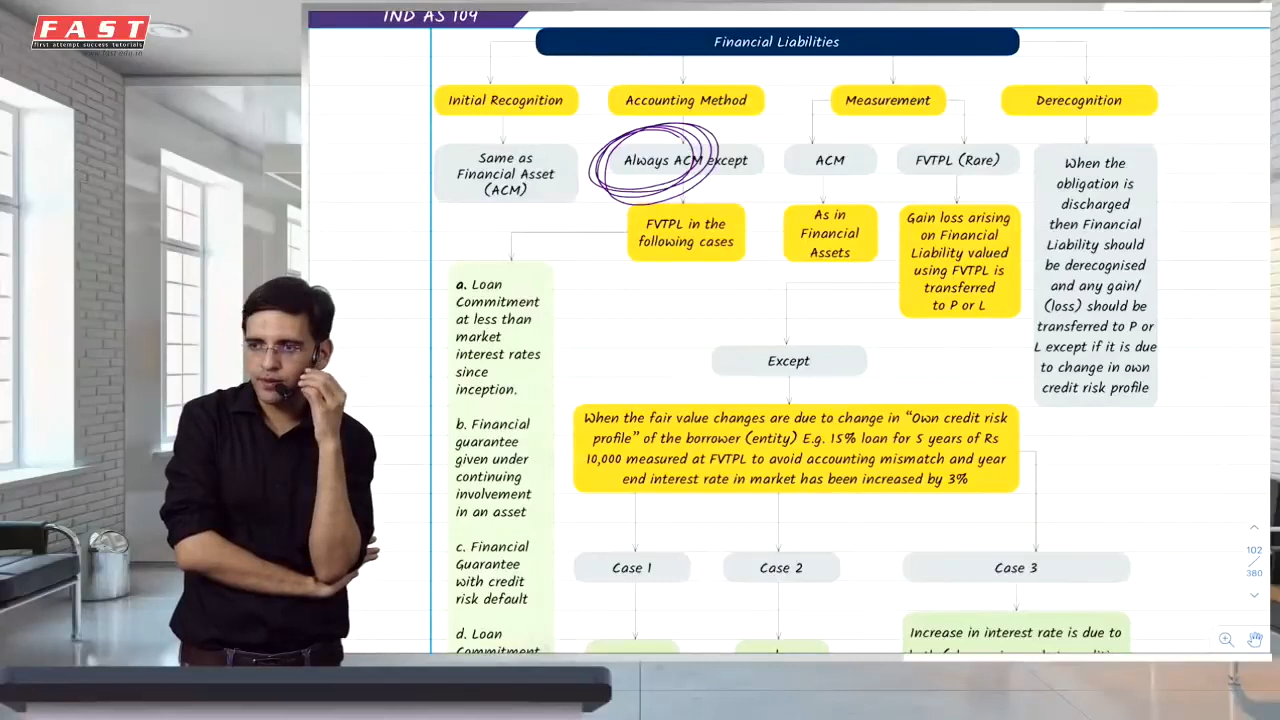 FAST
first attempt success tutorials
www.fast.edu.in
IND AS 109
Financial Liabilities
Initial Recognition
Accounting Method
Measurement
Derecognition
Same as
Financial Asset
(ACM)
Always ACM except
ACM
FVTPL (Rare)
When the
obligation is
discharged
then Financial
Liability should
be derecognised
and any gain/
(loss) should be
transferred to P or
L except if it is due
to change in own
credit risk profile
FVTPL in the
following cases
As in
Financial
Assets
Gain loss arising
on Financial
Liability valued
using FVTPL is
transferred
to P or L
a. Loan
Commitment
at less than
market
interest rates
since
inception.
b. Financial
guarantee
given under
continuing
involvement
in an asset
c. Financial
Guarantee
with credit
risk default
d. Loan
Commitment
Except
When the fair value changes are due to change in “Own credit risk
profile” of the borrower (entity) E.g. 15% loan for 5 years of Rs
10,000 measured at FVTPL to avoid accounting mismatch and year
end interest rate in market has been increased by 3%
Case 1
Case 2
Case 3
Increase in interest rate is due to
102
380